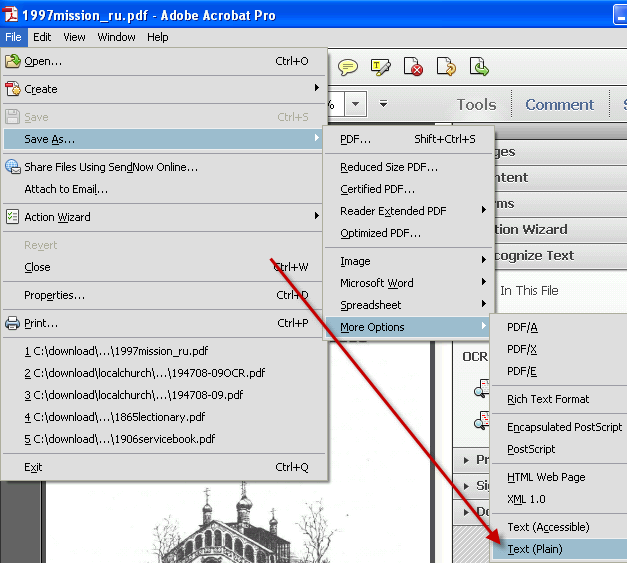 1997mission_ru.pdf - Adobe Acrobat Pro
File Edit View Window Help
Open... Ctrl+O
Create
Save Ctrl+S
Save As...
Share Files Using SendNow Online...
Attach to Email...
Action Wizard
Revert
Close Ctrl+W
Properties... Ctrl+D
Print... Ctrl+P
1 C:\download\...\1997mission_ru.pdf
2 C:\download\localchurch\...\194708-09OCR.pdf
3 C:\download\localchurch\...\194708-09.pdf
4 C:\download\...\1865lectionary.pdf
5 C:\download\...\1906servicebook.pdf
Exit Ctrl+Q
PDF... Shift+Ctrl+S
Reduced Size PDF...
Certified PDF...
Reader Extended PDF
Optimized PDF...
Image
Microsoft Word
Spreadsheet
More Options
PDF/A
PDF/X
PDF/E
Rich Text Format
Encapsulated PostScript
PostScript
HTML Web Page
XML 1.0
Text (Accessible)
Text (Plain)
%
Tools Comment S
ges
ntent
rms
tion Wizard
cognize Text
In This File
OCR
Pr
Sig
Do